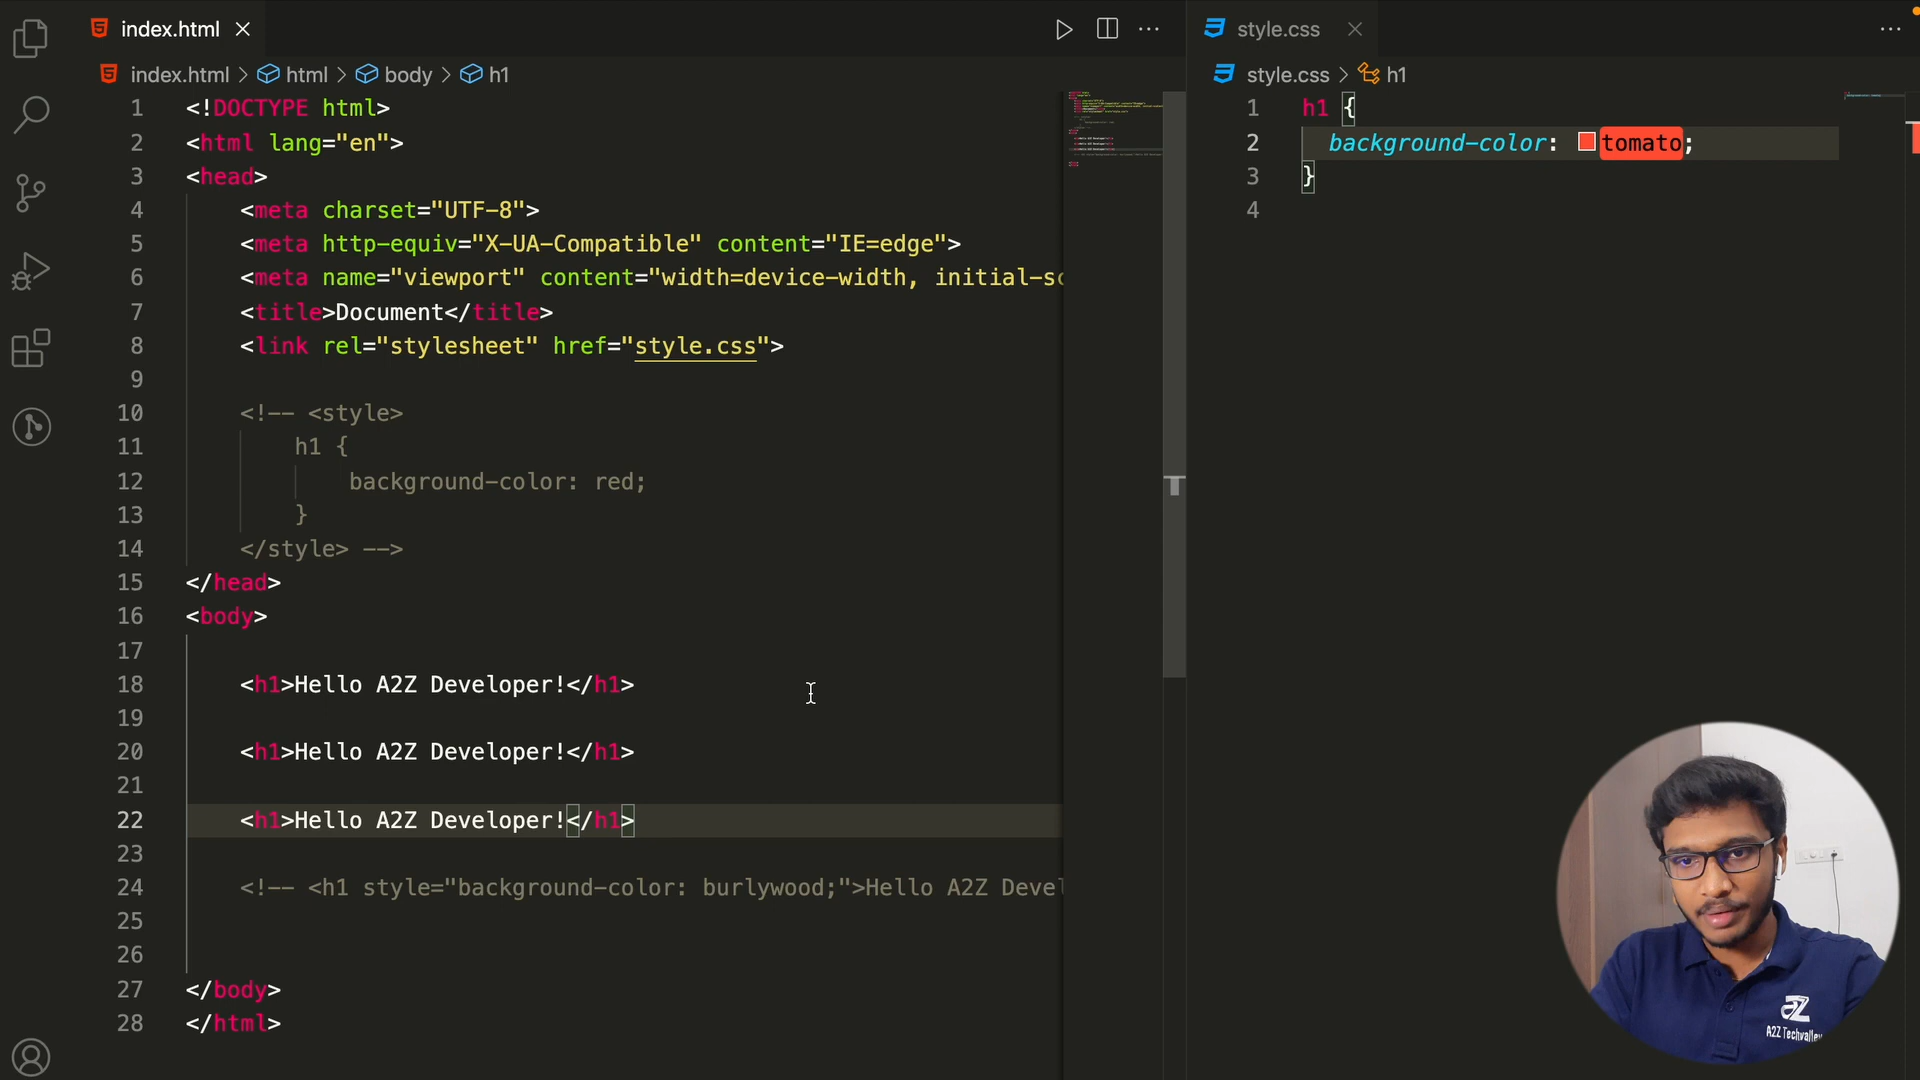 index.html
index.html > html > body > h1
1 <!DOCTYPE html>
2 <html lang="en">
3 <head>
4 <meta charset="UTF-8">
5 <meta http-equiv="X-UA-Compatible" content="IE=edge">
6 <meta name="viewport" content="width=device-width, initial-sc
7 <title>Document</title>
8 <link rel="stylesheet" href="style.css">
9
10 <!-- <style>
11 h1 {
12 background-color: red;
13 }
14 </style> -->
15 </head>
16 <body>
17
18 <h1>Hello A2Z Developer!</h1>
19
20 <h1>Hello A2Z Developer!</h1>
21
22 <h1>Hello A2Z Developer!</h1>
23
24 <!-- <h1 style="background-color: burlywood;">Hello A2Z Devel
25
26
27 </body>
28 </html>
style.css
style.css > h1
1 h1 {
2 background-color: tomato;
3 }
4
aZ
A2Z Techvalley